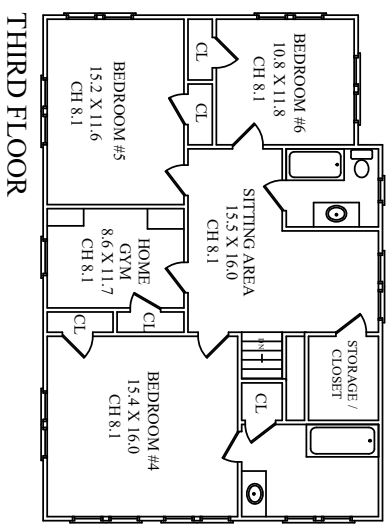 THIRD FLOOR
BEDROOM #5
15.2 X 11.6
CH 8.1
CL
CL
BEDROOM #6
10.8 X 11.8
CH 8.1
HOME
GYM
8.6 X 11.7
CH 8.1
SITTING AREA
15.5 X 16.0
CH 8.1
CL
CL
BEDROOM #4
15.4 X 16.0
CH 8.1
DN
CL
STORAGE /
CLOSET